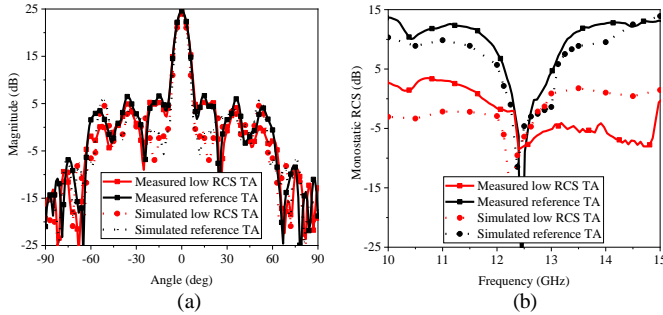 25
15
5
-5
-15
-25
Magnitude (dB)
Measured low RCS TA
Measured reference TA
Simulated low RCS TA
Simulated reference TA
-90 -60 -30 0 30 60 90
Angle (deg)
(a)
15
5
-5
-15
-25
Monostatic RCS (dB)
Measured low RCS TA
Measured reference TA
Simulated low RCS TA
Simulated reference TA
10 11 12 13 14 15
Frequency (GHz)
(b)